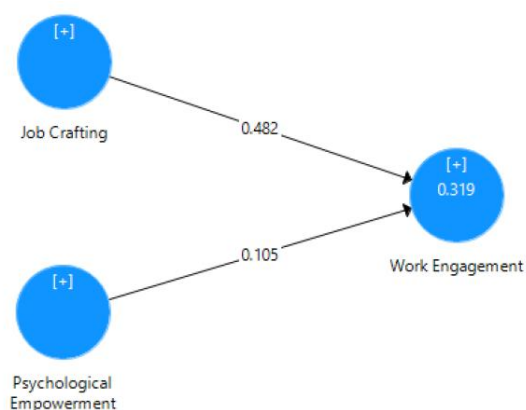 [+]
Job Crafting
0.482
[+]
0.319
Work Engagement
0.105
[+]
Psychological
Empowerment